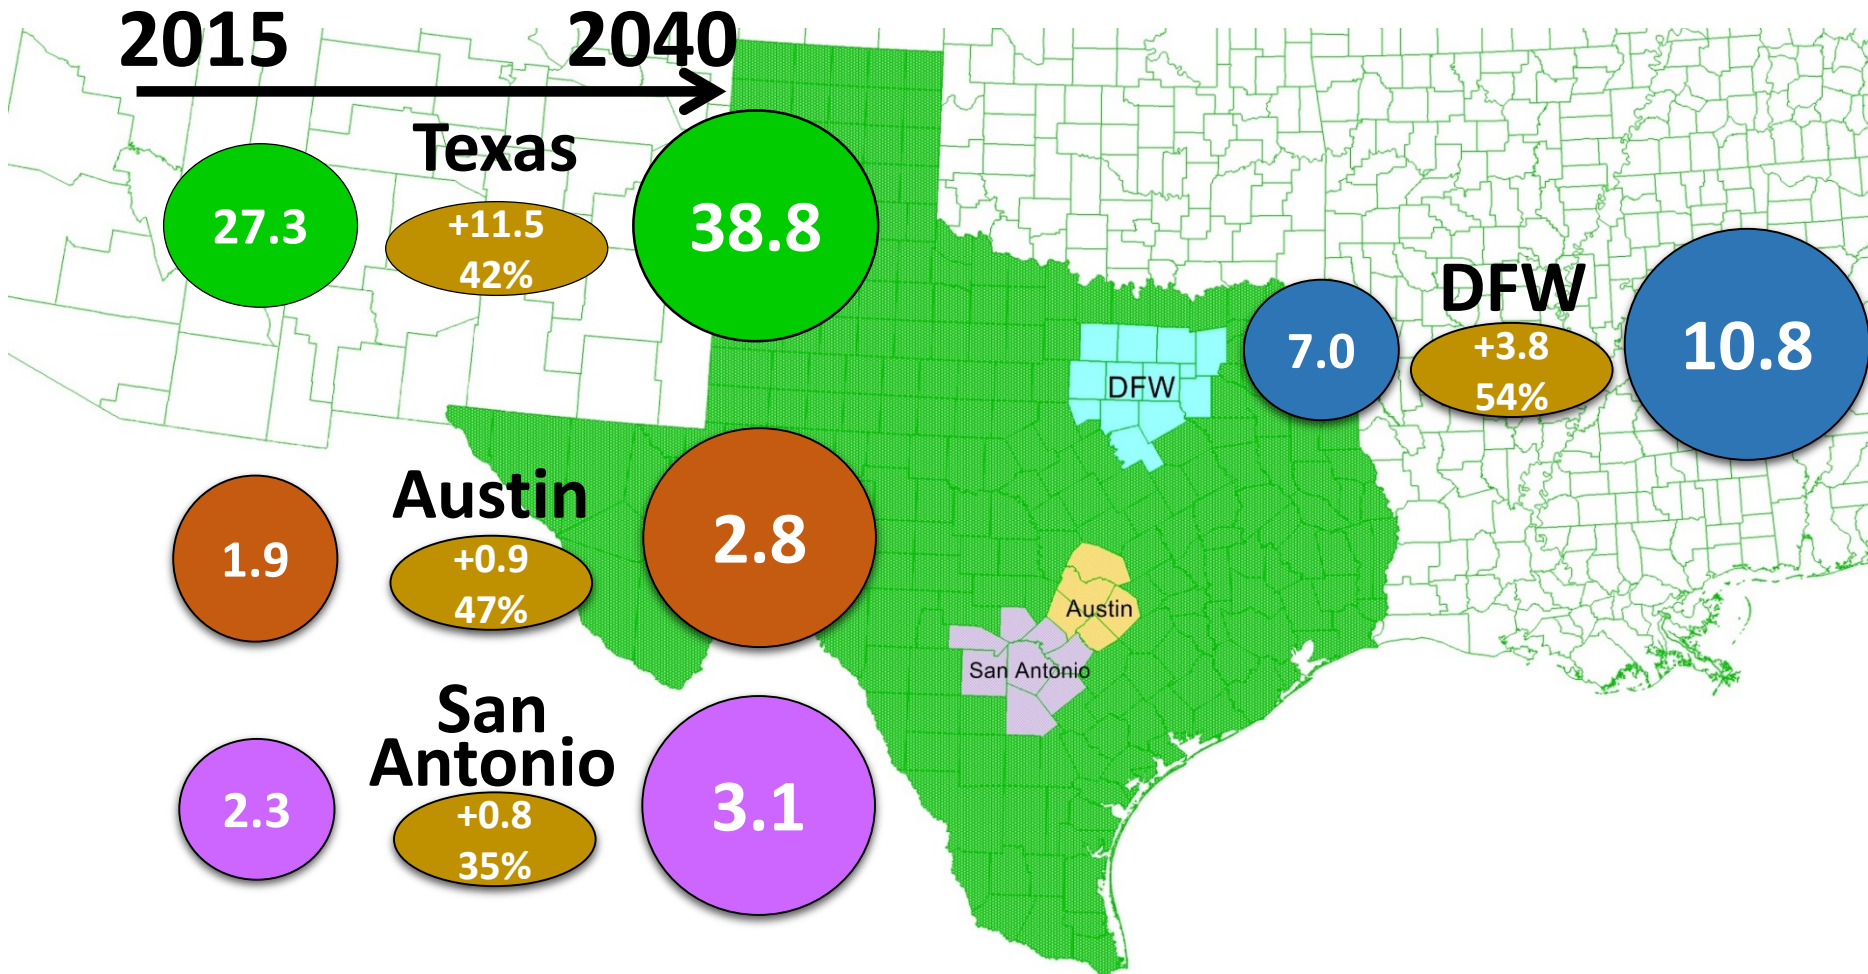 2015 2040
Texas
27.3
+11.5
42%
38.8
DFW
7.0
+3.8
54%
10.8
DFW
Austin
1.9
+0.9
47%
2.8
Austin
San Antonio
San
Antonio
2.3
+0.8
35%
3.1